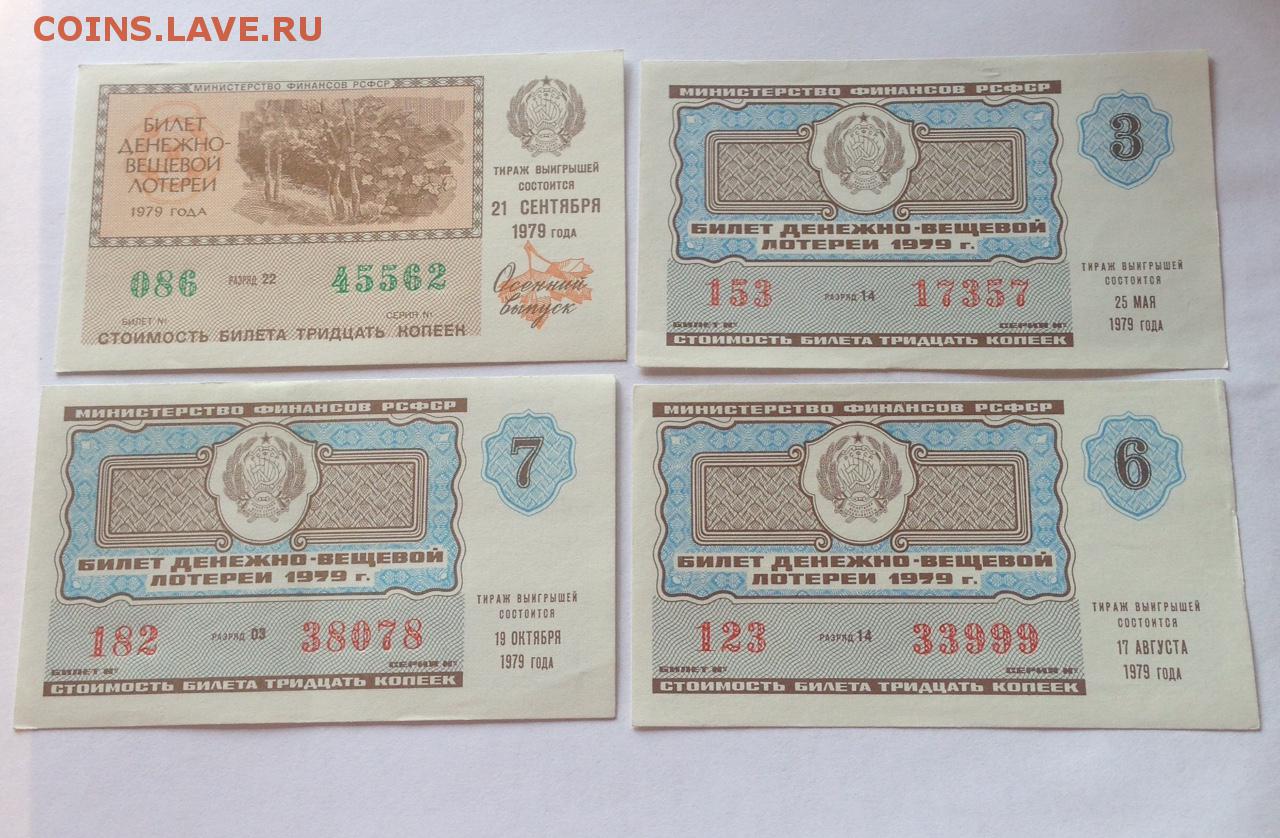 COINS.LAVE.RU
МИНИСТЕРСТВО ФИНАНСОВ РСФСР
БИЛЕТ
ДЕНЕЖНО-
ВЕЩЕВОЙ
ЛОТЕРЕИ
1979 ГОДА
ТИРАЖ ВЫИГРЫШЕЙ
СОСТОИТСЯ
21 СЕНТЯБРЯ
1979 ГОДА
086 РАЗРЯД 22 45562
БИЛЕТ № СЕРИЯ №
СТОИМОСТЬ БИЛЕТА ТРИДЦАТЬ КОПЕЕК
Осенний
выпуск
МИНИСТЕРСТВО ФИНАНСОВ РСФСР
3
БИЛЕТ ДЕНЕЖНО-ВЕЩЕВОЙ
ЛОТЕРЕИ 1979 г.
ТИРАЖ ВЫИГРЫШЕЙ
СОСТОИТСЯ
25 МАЯ
1979 ГОДА
153 РАЗРЯД 14 17357
БИЛЕТ № СЕРИЯ №
СТОИМОСТЬ БИЛЕТА ТРИДЦАТЬ КОПЕЕК
МИНИСТЕРСТВО ФИНАНСОВ РСФСР
7
БИЛЕТ ДЕНЕЖНО-ВЕЩЕВОЙ
ЛОТЕРЕИ 1979 г.
ТИРАЖ ВЫИГРЫШЕЙ
СОСТОИТСЯ
19 ОКТЯБРЯ
1979 ГОДА
182 РАЗРЯД 03 38078
БИЛЕТ № СЕРИЯ №
СТОИМОСТЬ БИЛЕТА ТРИДЦАТЬ КОПЕЕК
МИНИСТЕРСТВО ФИНАНСОВ РСФСР
6
БИЛЕТ ДЕНЕЖНО-ВЕЩЕВОЙ
ЛОТЕРЕИ 1979 г.
ТИРАЖ ВЫИГРЫШЕЙ
СОСТОИТСЯ
17 АВГУСТА
1979 ГОДА
123 РАЗРЯД 14 33999
БИЛЕТ № СЕРИЯ №
СТОИМОСТЬ БИЛЕТА ТРИДЦАТЬ КОПЕЕК